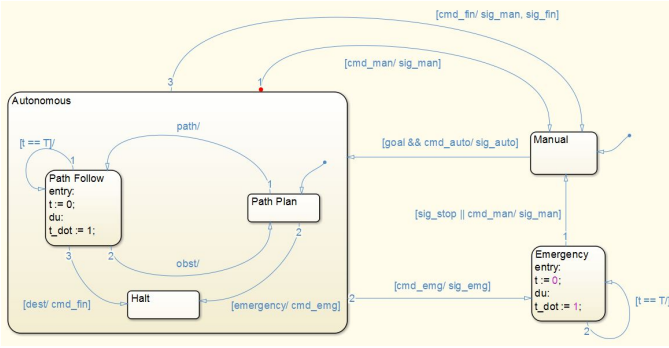 [cmd_fin/ sig_man, sig_fin]
3
1
[cmd_man/ sig_man]
Autonomous
path/
[t == T]/
1
[goal && cmd_auto/ sig_auto]
Manual
Path Follow
entry:
t := 0;
du:
t_dot := 1;
1
Path Plan
[sig_stop || cmd_man/ sig_man]
2
3
2
obst/
1
Emergency
entry:
t := 0;
du:
t_dot := 1;
[dest/ cmd_fin]
Halt
[emergency/ cmd_emg]
2
[cmd_emg/ sig_emg]
[t == T/]
2